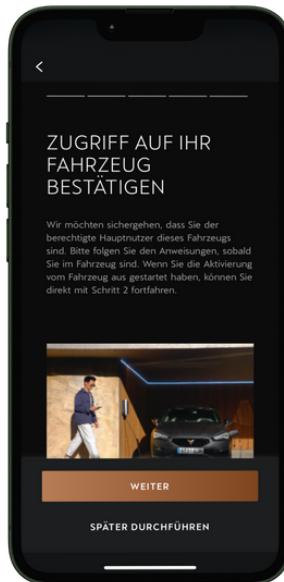 ZUGRIFF AUF IHR
FAHRZEUG
BESTÄTIGEN
Wir möchten sichergehen, dass Sie der
berechtigte Hauptnutzer dieses Fahrzeugs
sind. Bitte folgen Sie den Anweisungen, sobald
Sie im Fahrzeug sind. Wenn Sie die Aktivierung
vom Fahrzeug aus gestartet haben, können Sie
direkt mit Schritt 2 fortfahren.
WEITER
SPÄTER DURCHFÜHREN